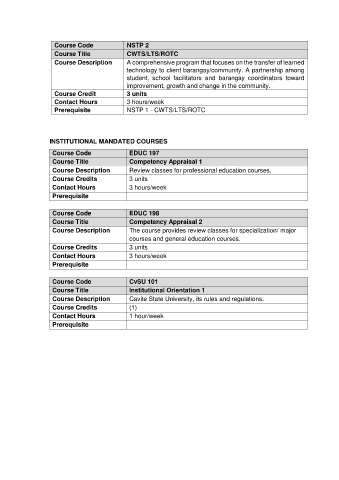 Course Code NSTP 2
Course Title CWTS/LTS/ROTC
Course Description A comprehensive program that focuses on the transfer of learned
technology to client barangay/community. A partnership among
student, school facilitators and barangay coordinators toward
improvement, growth and change in the community.
Course Credit 3 units
Contact Hours 3 hours/week
Prerequisite NSTP 1 - CWTS/LTS/ROTC
INSTITUTIONAL MANDATED COURSES
Course Code EDUC 197
Course Title Competency Appraisal 1
Course Description Review classes for professional education courses.
Course Credits 3 units
Contact Hours 3 hours/week
Prerequisite
Course Code EDUC 198
Course Title Competency Appraisal 2
Course Description The course provides review classes for specialization/ major
courses and general education courses.
Course Credits 3 units
Contact Hours 3 hours/week
Prerequisite
Course Code CvSU 101
Course Title Institutional Orientation 1
Course Description Cavite State University, its rules and regulations.
Course Credits (1)
Contact Hours 1 hour/week
Prerequisite